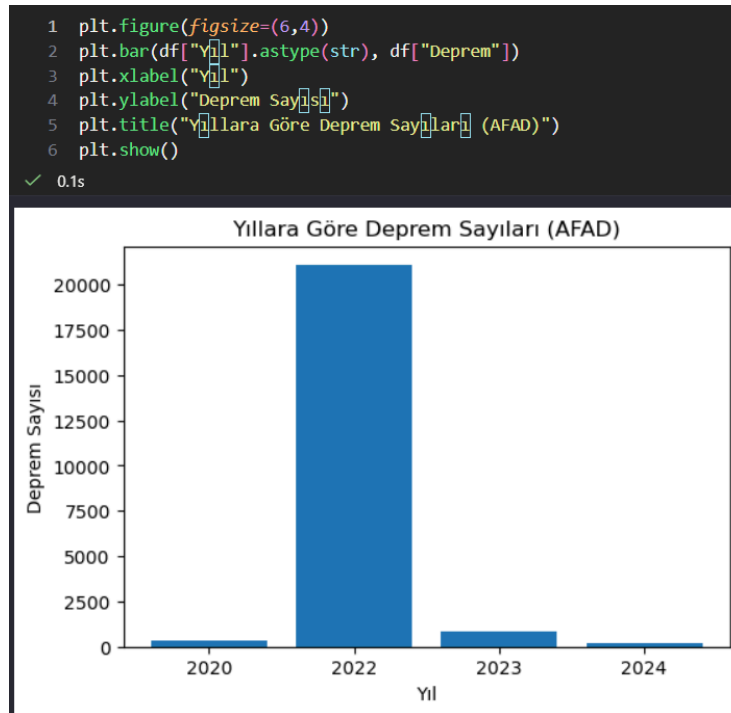 1 plt.figure(figsize=(6,4))
2 plt.bar(df["Yıl"].astype(str), df["Deprem"])
3 plt.xlabel("Yıl")
4 plt.ylabel("Deprem Sayısı")
5 plt.title("Yıllara Göre Deprem Sayıları (AFAD)")
6 plt.show()
✓ 0.1s
Yıllara Göre Deprem Sayıları (AFAD)
Deprem Sayısı
20000
17500
15000
12500
10000
7500
5000
2500
0
2020 2022 2023 2024
Yıl